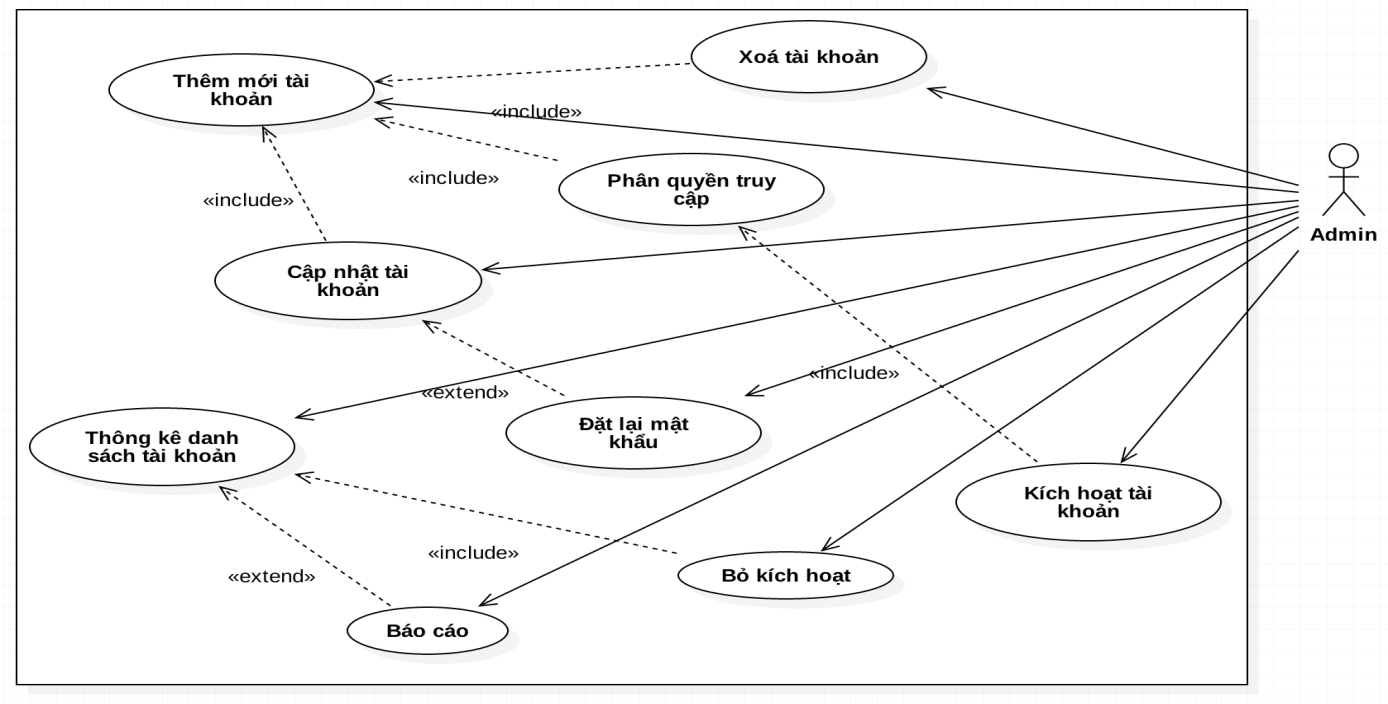 Xoá tài khoản
Thêm mới tài
khoản
«include»
Phân quyền truy
cập
«include»
«include»
Admin
Cập nhật tài
khoản
«include»
«extend»
Đặt lại mật
khẩu
Thông kê danh
sách tài khoản
Kích hoạt tài
khoản
«include»
«extend»
Bỏ kích hoạt
Báo cáo